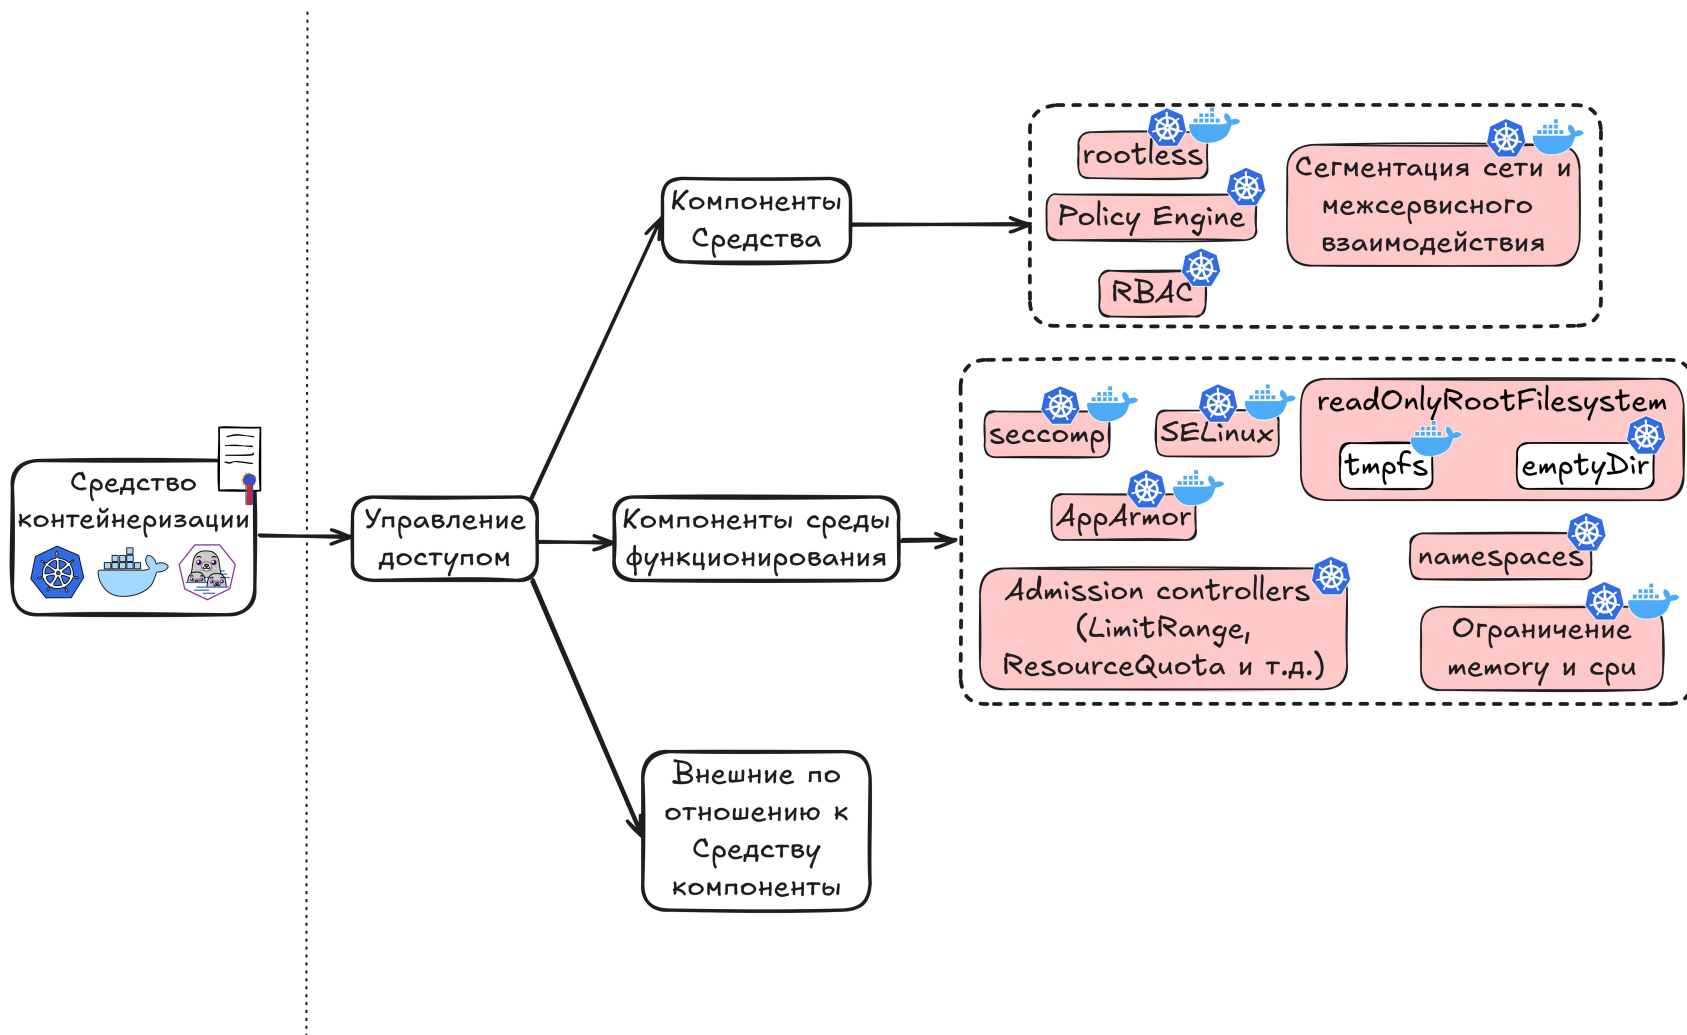 Средство
контейнеризации
Управление
доступом
Компоненты
Средства
rootless
Policy Engine
RBAC
Сегментация сети и
межсервисного
взаимодействия
Компоненты среды
функционирования
seccomp
SELinux
readOnlyRootFilesystem
tmpfs
emptyDir
AppArmor
namespaces
Admission controllers
(LimitRange,
ResourceQuota и т.д.)
Ограничение
memory и cpu
Внешние по
отношению к
Средству
компоненты